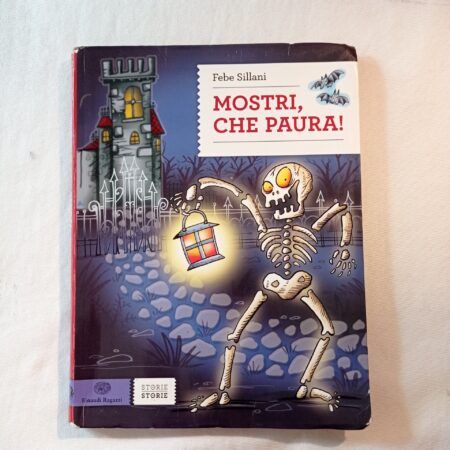 Febe Sillani
MOSTRI,
CHE PAURA!
Einaudi Ragazzi
STORIE
STORIE